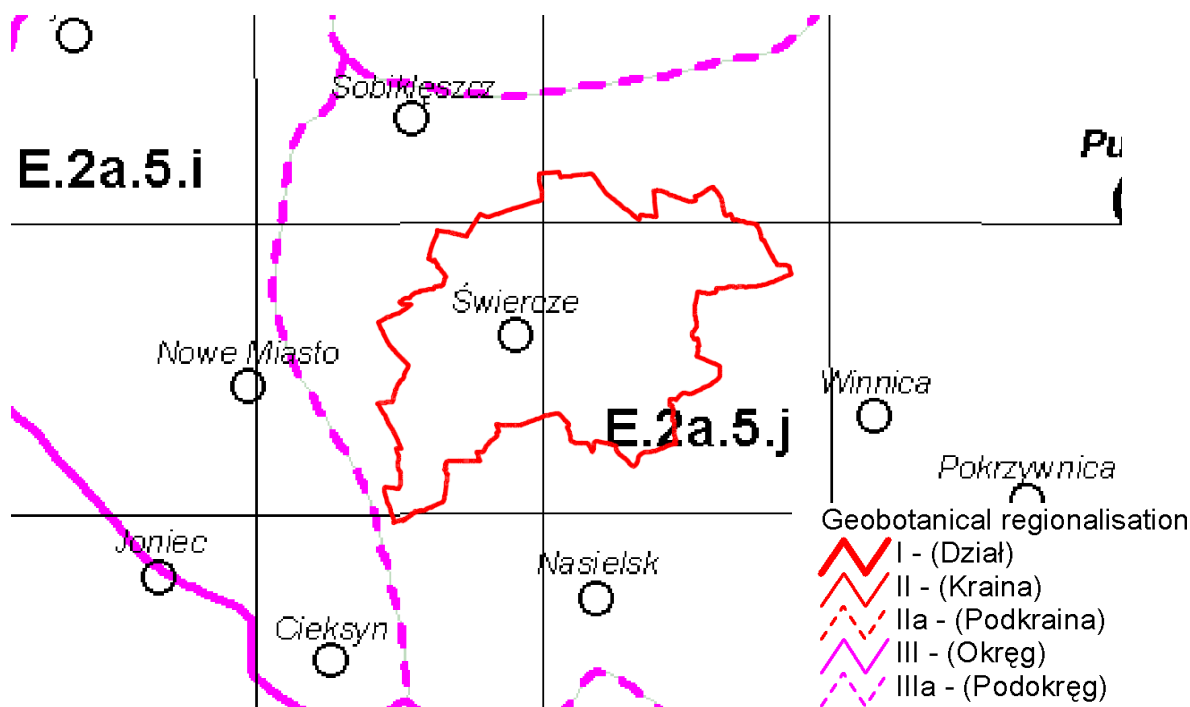 Sobiklęszcz
Pu
E.2a.5.i
Świercze
Nowe Miasto
Winnica
E.2a.5.j
Pokrzywnica
Joniec
Nasielsk
Cieksyn
Geobotanical regionalisation
I - (Dział)
II - (Kraina)
IIa - (Podkraina)
III - (Okręg)
IIIa - (Podokręg)